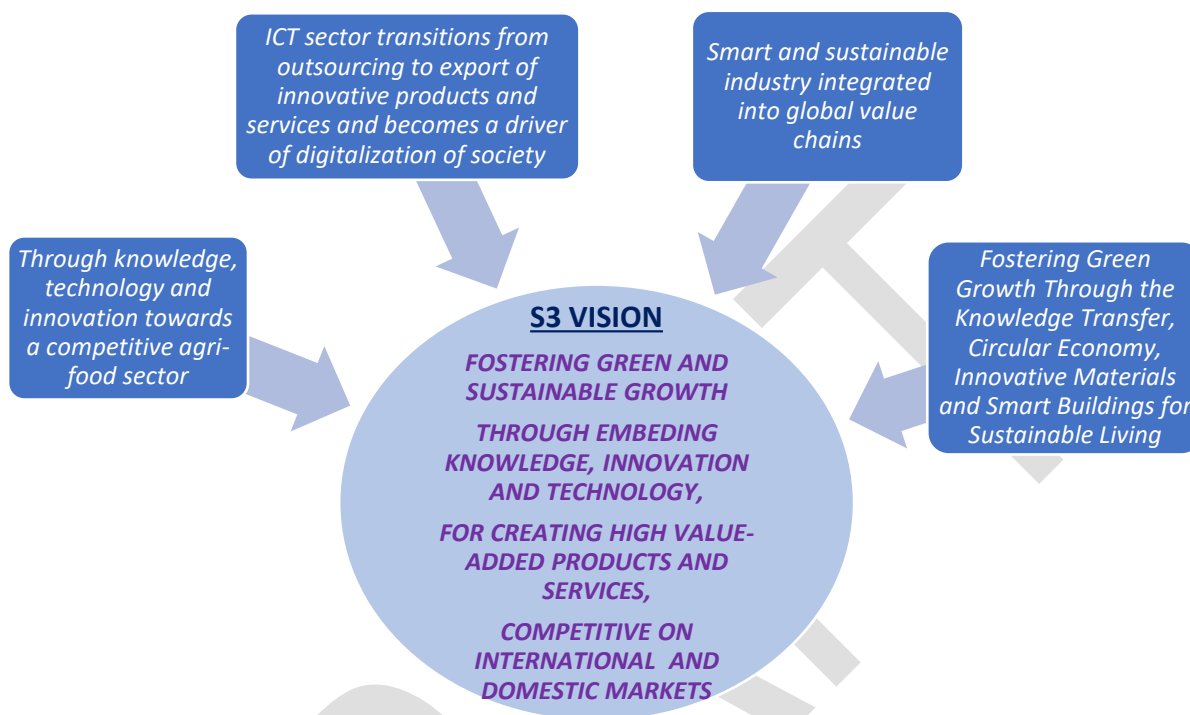 ICT sector transitions from
outsourcing to export of
innovative products and
services and becomes a driver
of digitalization of society
Smart and sustainable
industry integrated
into global value
chains
Through knowledge,
technology and
innovation towards
a competitive agri-
food sector
Fostering Green
Growth Through the
Knowledge Transfer,
Circular Economy,
Innovative Materials
and Smart Buildings for
Sustainable Living
S3 VISION
FOSTERING GREEN AND
SUSTAINABLE GROWTH
THROUGH EMBEDING
KNOWLEDGE, INNOVATION
AND TECHNOLOGY,
FOR CREATING HIGH VALUE-
ADDED PRODUCTS AND
SERVICES,
COMPETITIVE ON
INTERNATIONAL AND
DOMESTIC MARKETS